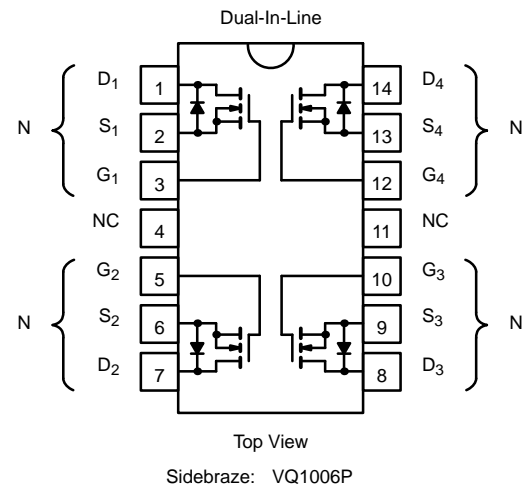 Dual-In-Line
D1 1 14 D4
N S1 2 13 S4 N
G1 3 12 G4
NC 4 11 NC
G2 5 10 G3
N S2 6 9 S3 N
D2 7 8 D3
Top View
Sidebraze: VQ1006P